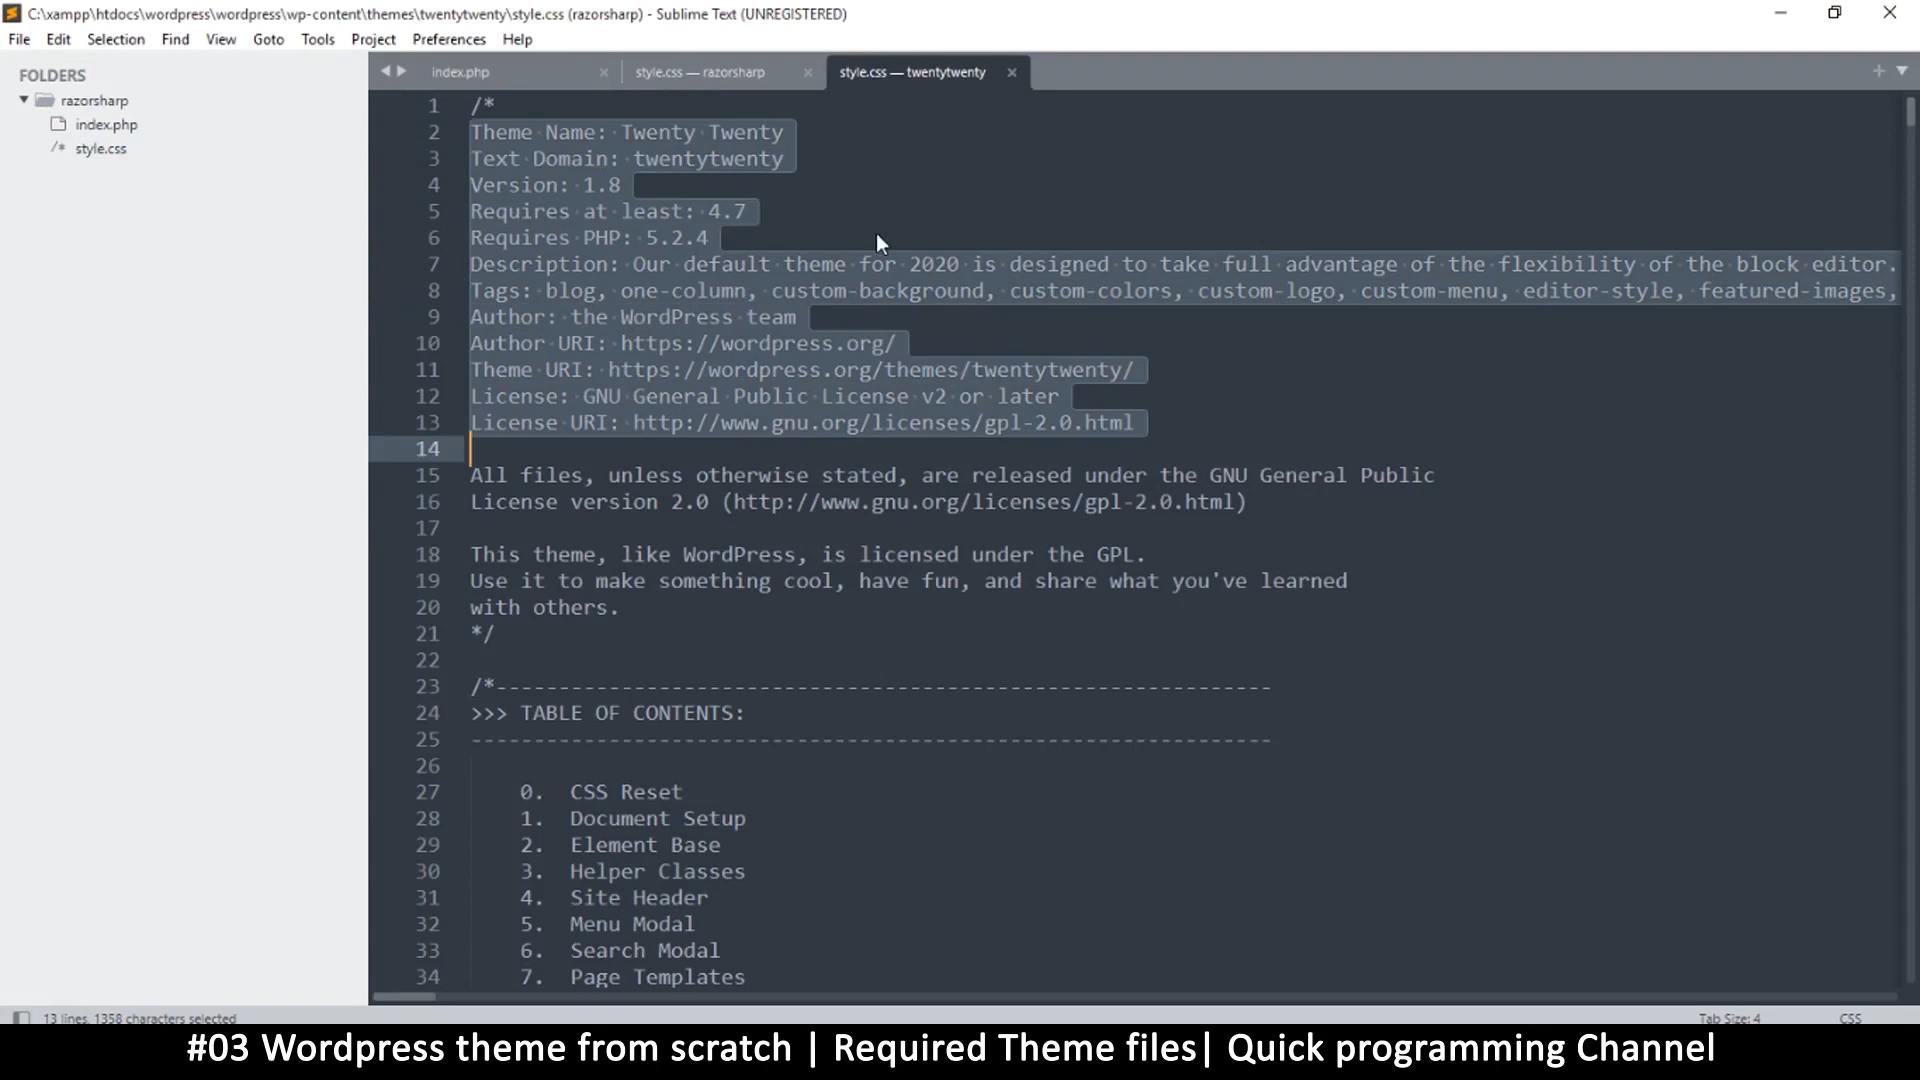 C:\xampp\htdocs\wordpress\wordpress\wp-content\themes\twentytwenty\style.css (razorsharp) - Sublime Text (UNREGISTERED)
File Edit Selection Find View Goto Tools Project Preferences Help
FOLDERS
razorsharp
index.php
/* style.css
index.php
style.css — razorsharp
style.css — twentytwenty
1 /*
2 Theme Name: Twenty Twenty
3 Text Domain: twentytwenty
4 Version: 1.8
5 Requires at least: 4.7
6 Requires PHP: 5.2.4
7 Description: Our default theme for 2020 is designed to take full advantage of the flexibility of the block editor.
8 Tags: blog, one-column, custom-background, custom-colors, custom-logo, custom-menu, editor-style, featured-images,
9 Author: the WordPress team
10 Author URI: https://wordpress.org/
11 Theme URI: https://wordpress.org/themes/twentytwenty/
12 License: GNU General Public License v2 or later
13 License URI: http://www.gnu.org/licenses/gpl-2.0.html
14
15 All files, unless otherwise stated, are released under the GNU General Public
16 License version 2.0 (http://www.gnu.org/licenses/gpl-2.0.html)
17
18 This theme, like WordPress, is licensed under the GPL.
19 Use it to make something cool, have fun, and share what you've learned
20 with others.
21 */
22
23 /*--------------------------------------------------------------
24 >>> TABLE OF CONTENTS:
25 ----------------------------------------------------------------
26
27 0. CSS Reset
28 1. Document Setup
29 2. Element Base
30 3. Helper Classes
31 4. Site Header
32 5. Menu Modal
33 6. Search Modal
34 7. Page Templates
13 lines, 1358 characters selected
Tab Size: 4
CSS
#03 Wordpress theme from scratch | Required Theme files| Quick programming Channel